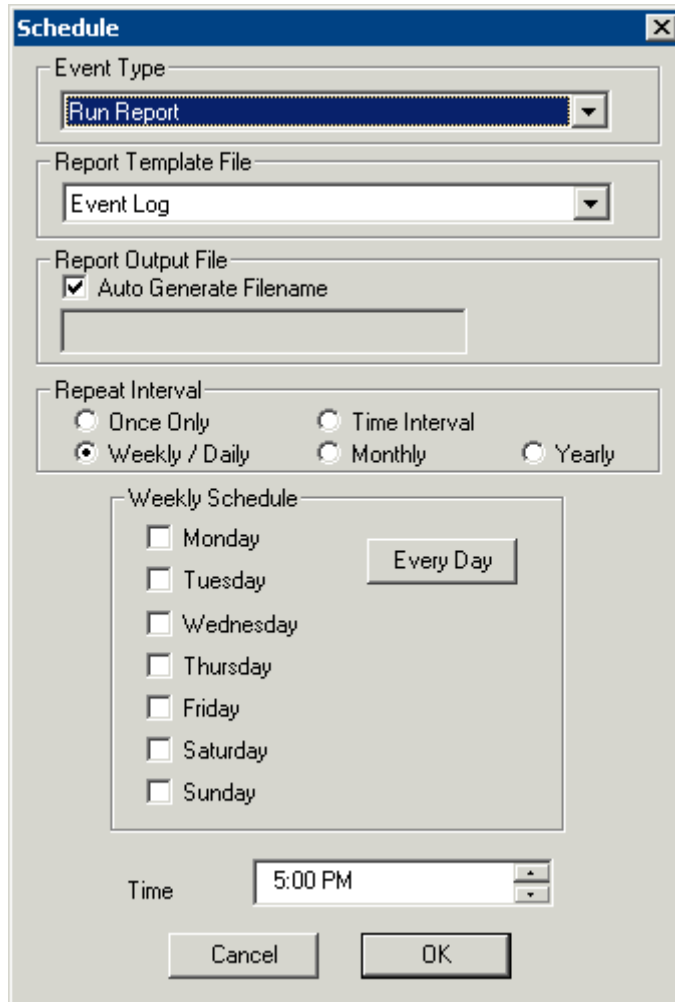 Schedule
Event Type
Run Report
Report Template File
Event Log
Report Output File
Auto Generate Filename
Repeat Interval
Once Only
Time Interval
Weekly / Daily
Monthly
Yearly
Weekly Schedule
Monday
Every Day
Tuesday
Wednesday
Thursday
Friday
Saturday
Sunday
Time
5:00 PM
Cancel
OK